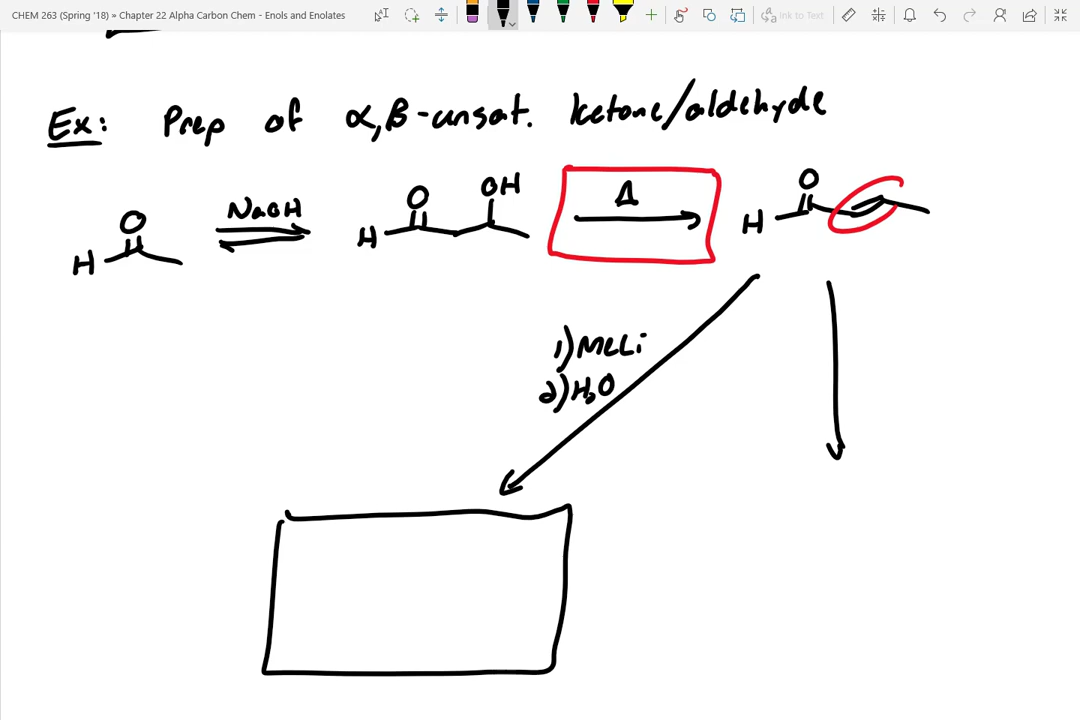 CHEM 263 (Spring '18) » Chapter 22 Alpha Carbon Chem - Enols and Enolates
Ink to Text
Ex: Prep of α,β-unsat. ketone/aldehyde
O
H
NaOH
O OH
H
Δ
O
H
1) MeLi
2) H2O